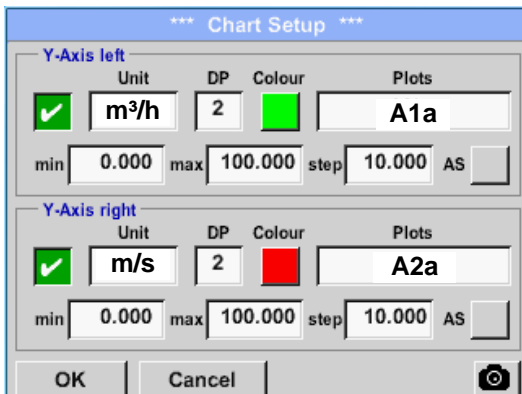 *** Chart Setup ***
Y-Axis left
Unit DP Colour Plots
m³/h 2 A1a
min 0.000 max 100.000 step 10.000 AS
Y-Axis right
Unit DP Colour Plots
m/s 2 A2a
min 0.000 max 100.000 step 10.000 AS
OK Cancel